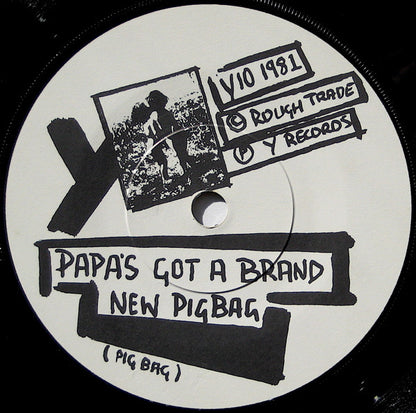 Y
Y10 1981
© ROUGH TRADE
℗ Y RECORDS
PAPA'S GOT A BRAND
NEW PIGBAG
(PIG BAG)